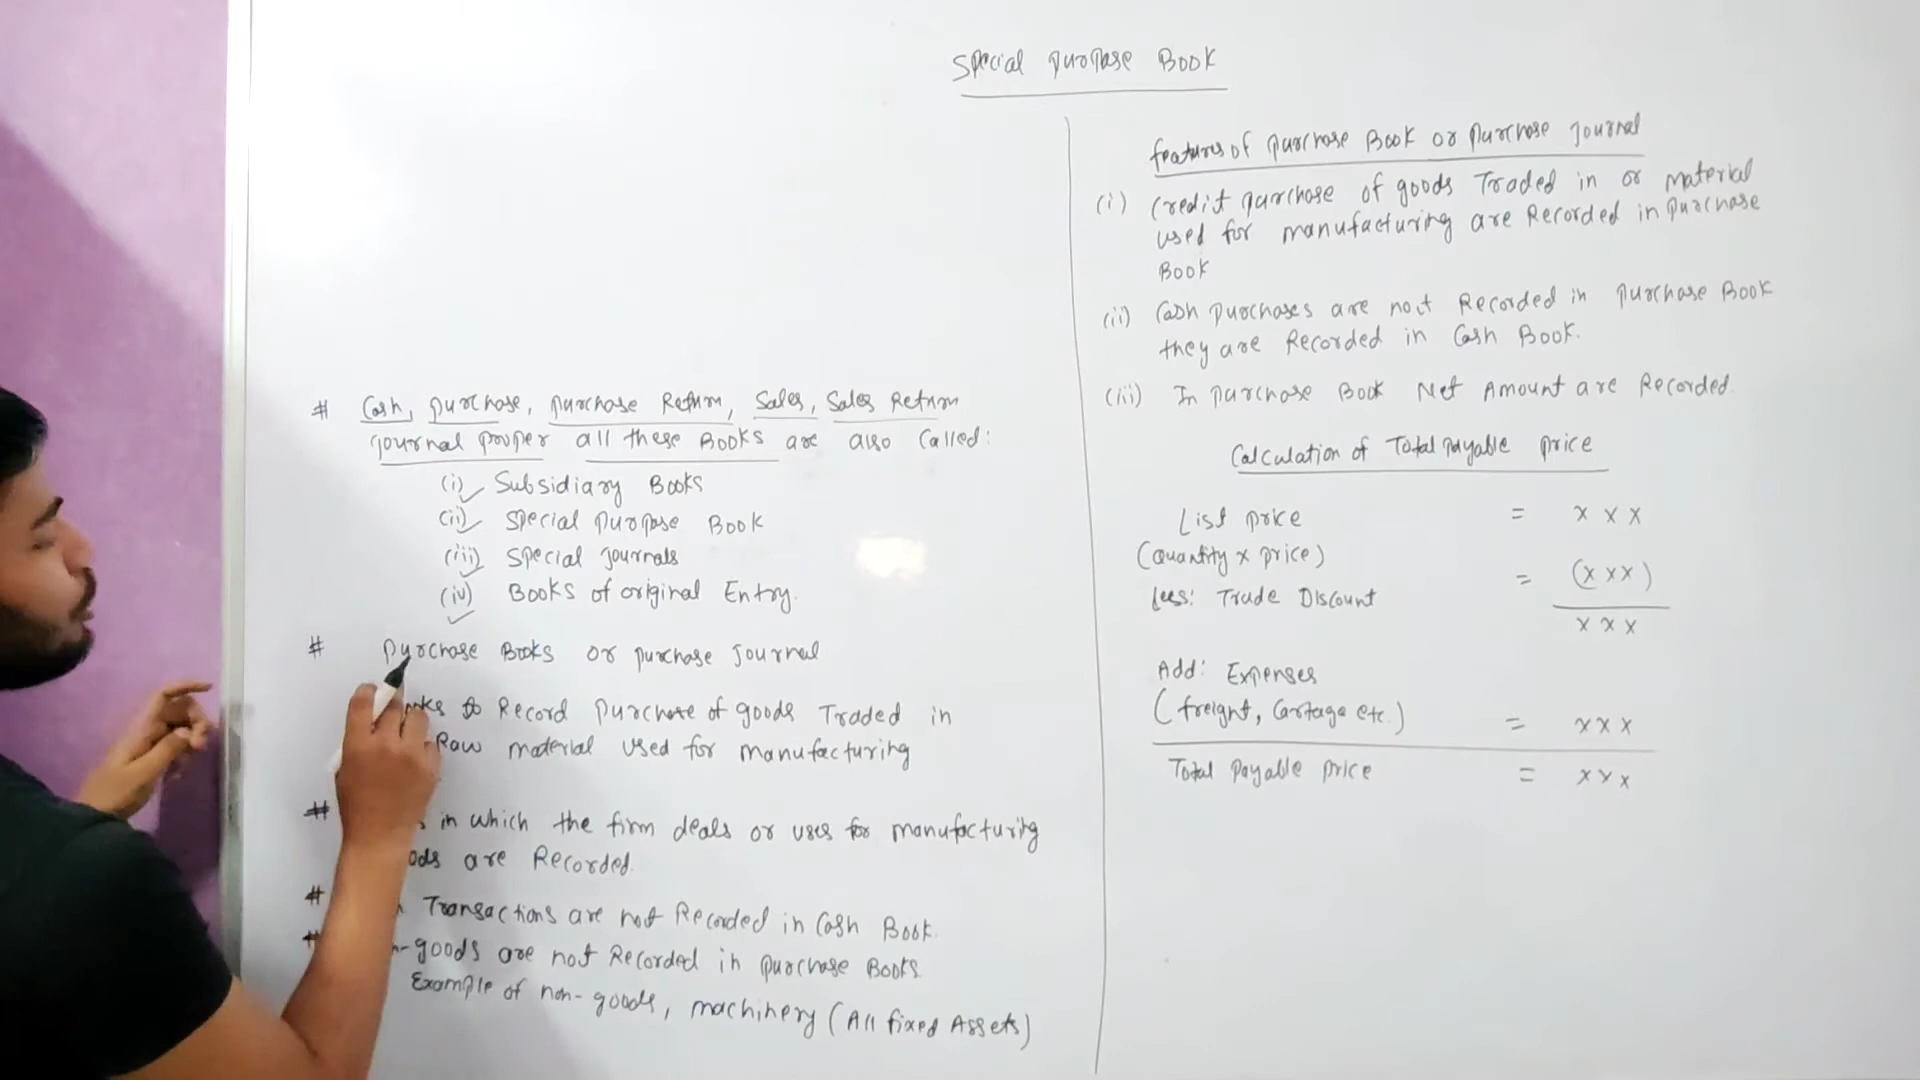 Special Purpose Book
# Cash, purchase, purchase Return, Sales, Sales Return
Journal proper all these Books are also Called:
(i) Subsidiary Books
(ii) Special Purpose Book
(iii) Special Journals
(iv) Books of original Entry.
# Purchase Books or purchase Journal
to Record purchase of goods Traded in
Raw material used for manufacturing
# in which the firm deals or uses for manufacturing
are Recorded.
# Transactions are not Recorded in Cash Book.
-goods are not Recorded in purchase Books
Example of non-goods, machinery (All fixed Assets)
features of purchase Book or Purchase Journal
(i) Credit purchase of goods Traded in or material
used for manufacturing are Recorded in Purchase
Book
(ii) Cash purchases are not Recorded in purchase Book
they are Recorded in Cash Book.
(iii) In purchase Book Net Amount are Recorded.
Calculation of Total payable price
List price = x x x
(Quantity x price)
Less: Trade Discount = (x x x)
x x x
Add: Expenses
(freight, Cartage etc.) = x x x
Total Payable price = x x x